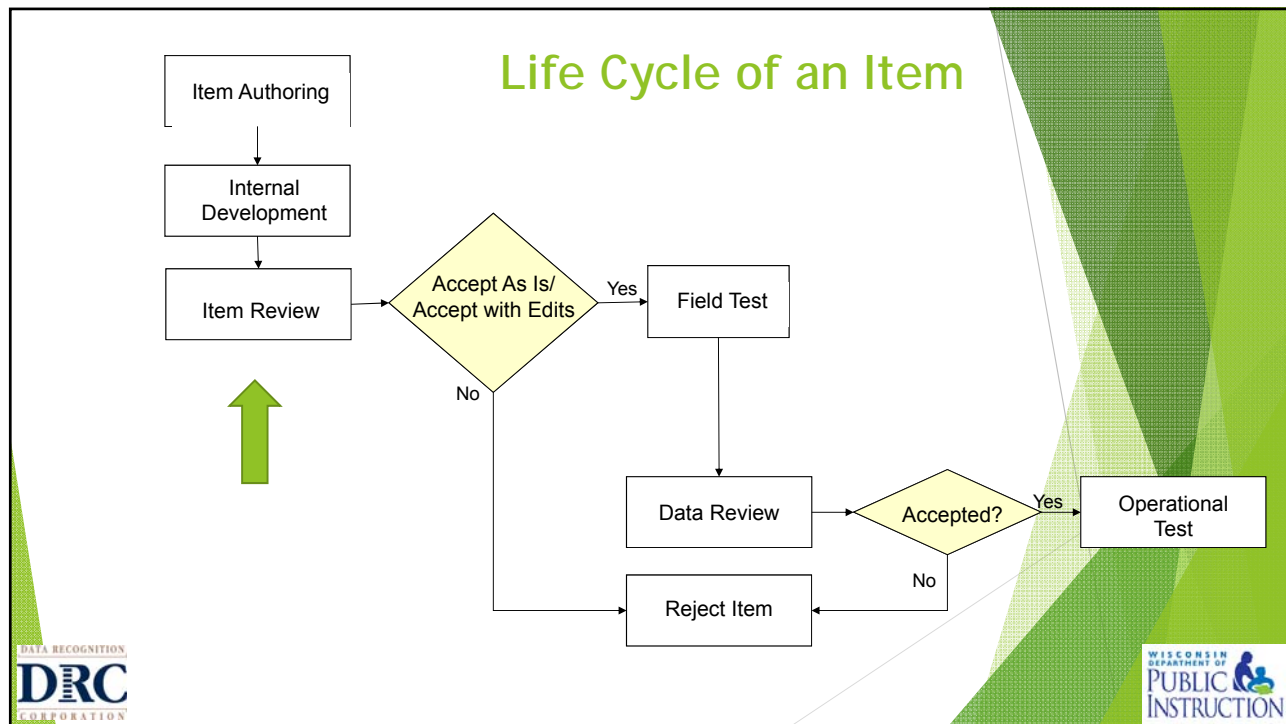 Life Cycle of an Item
Item Authoring
Internal
Development
Item Review
Accept As Is/
Accept with Edits
Yes
Field Test
No
Data Review
Accepted?
Yes
Operational
Test
No
Reject Item
DATA RECOGNITION
DRC
CORPORATION
WISCONSIN
DEPARTMENT OF
PUBLIC
INSTRUCTION